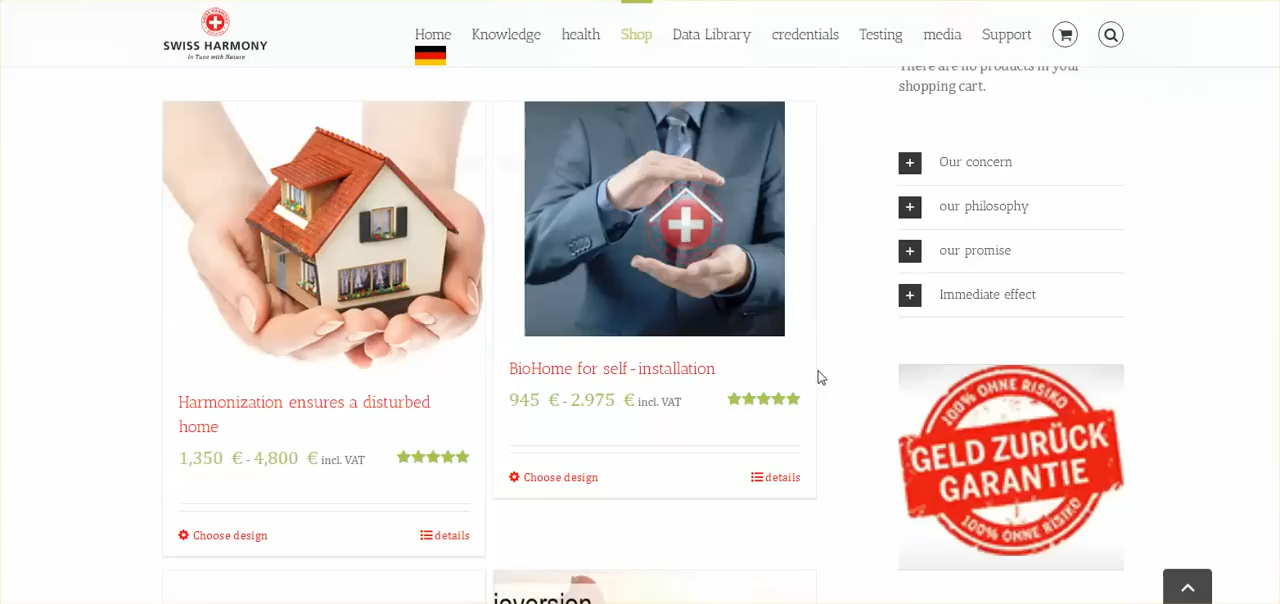 SWISS HARMONY
In Tune with Nature
Home
Knowledge
health
Shop
Data Library
credentials
Testing
media
Support
There are no products in your
shopping cart.
Our concern
our philosophy
our promise
Immediate effect
Harmonization ensures a disturbed
home
1,350 € - 4,800 € incl. VAT
Choose design
details
BioHome for self-installation
945 € - 2.975 € incl. VAT
Choose design
details
100% OHNE RISIKO
GELD ZURÜCK
GARANTIE
100% OHNE RISIKO